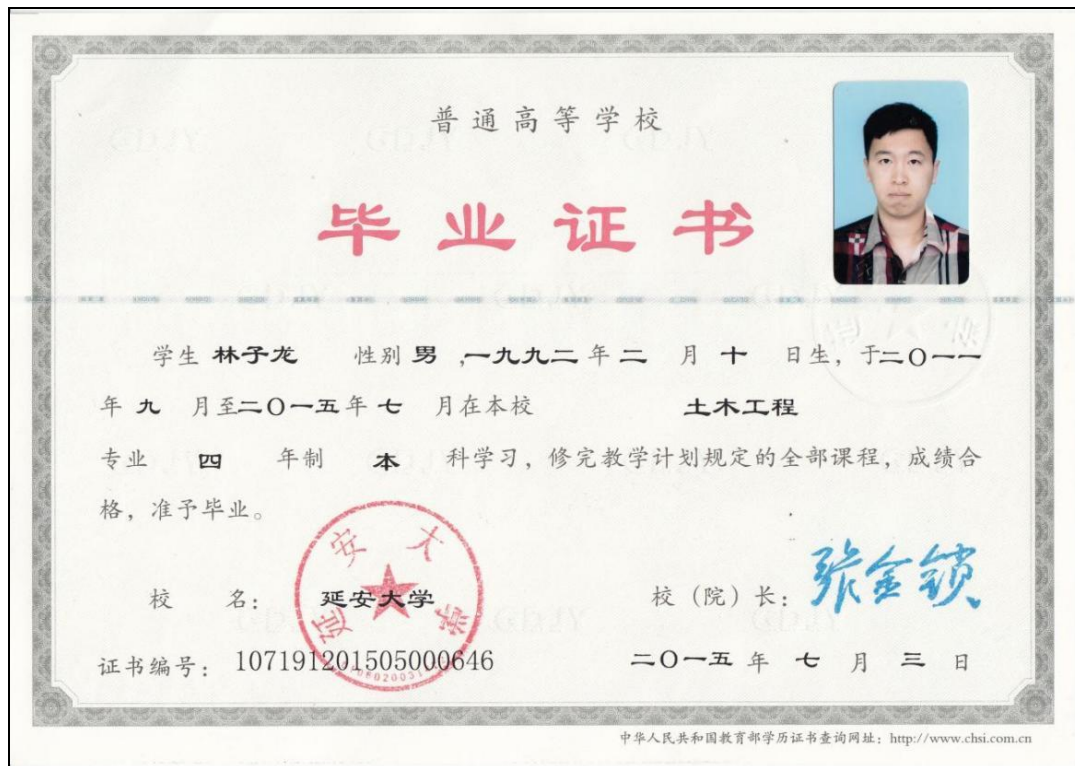 普通高等学校
毕业证书
学生 林子龙 性别 男 ,一九九二 年 二 月 十 日生，于二〇一一
年 九 月至二〇一五年 七 月在本校 土木工程
专业 四 年制 本 科学习，修完教学计划规定的全部课程，成绩合
格，准予毕业。
校 名： 延安大学
校（院）长：张金锁
证书编号： 107191201505000646
二〇一五 年 七 月 三 日
中华人民共和国教育部学历证书查询网址：http://www.chsi.com.cn